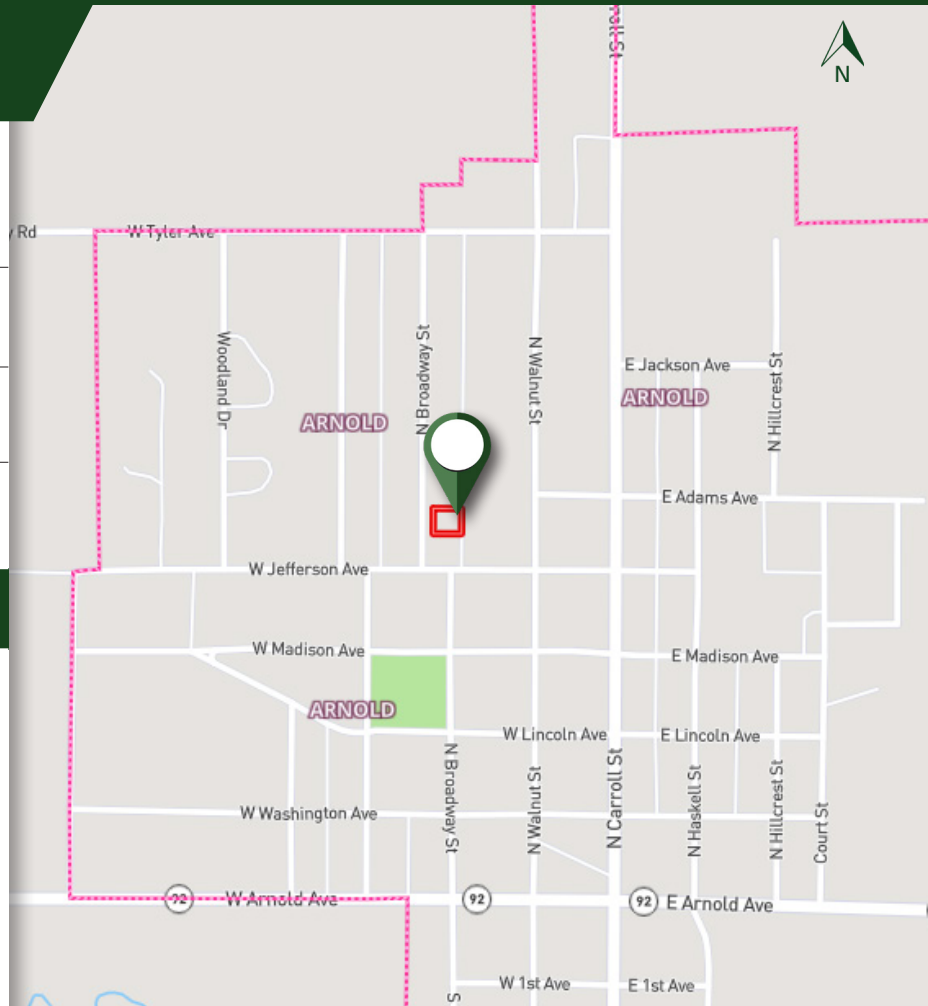 N
y Rd
W Tyler Ave
Woodland Dr
N Broadway St
N Walnut St
E Jackson Ave
ARNOLD
ARNOLD
N Hillcrest St
E Adams Ave
W Jefferson Ave
W Madison Ave
E Madison Ave
ARNOLD
W Lincoln Ave
E Lincoln Ave
N Broadway St
N Walnut St
N Carroll St
N Haskell St
N Hillcrest St
Court St
W Washington Ave
92
W Arnold Ave
92
92
E Arnold Ave
W 1st Ave
E 1st Ave
S